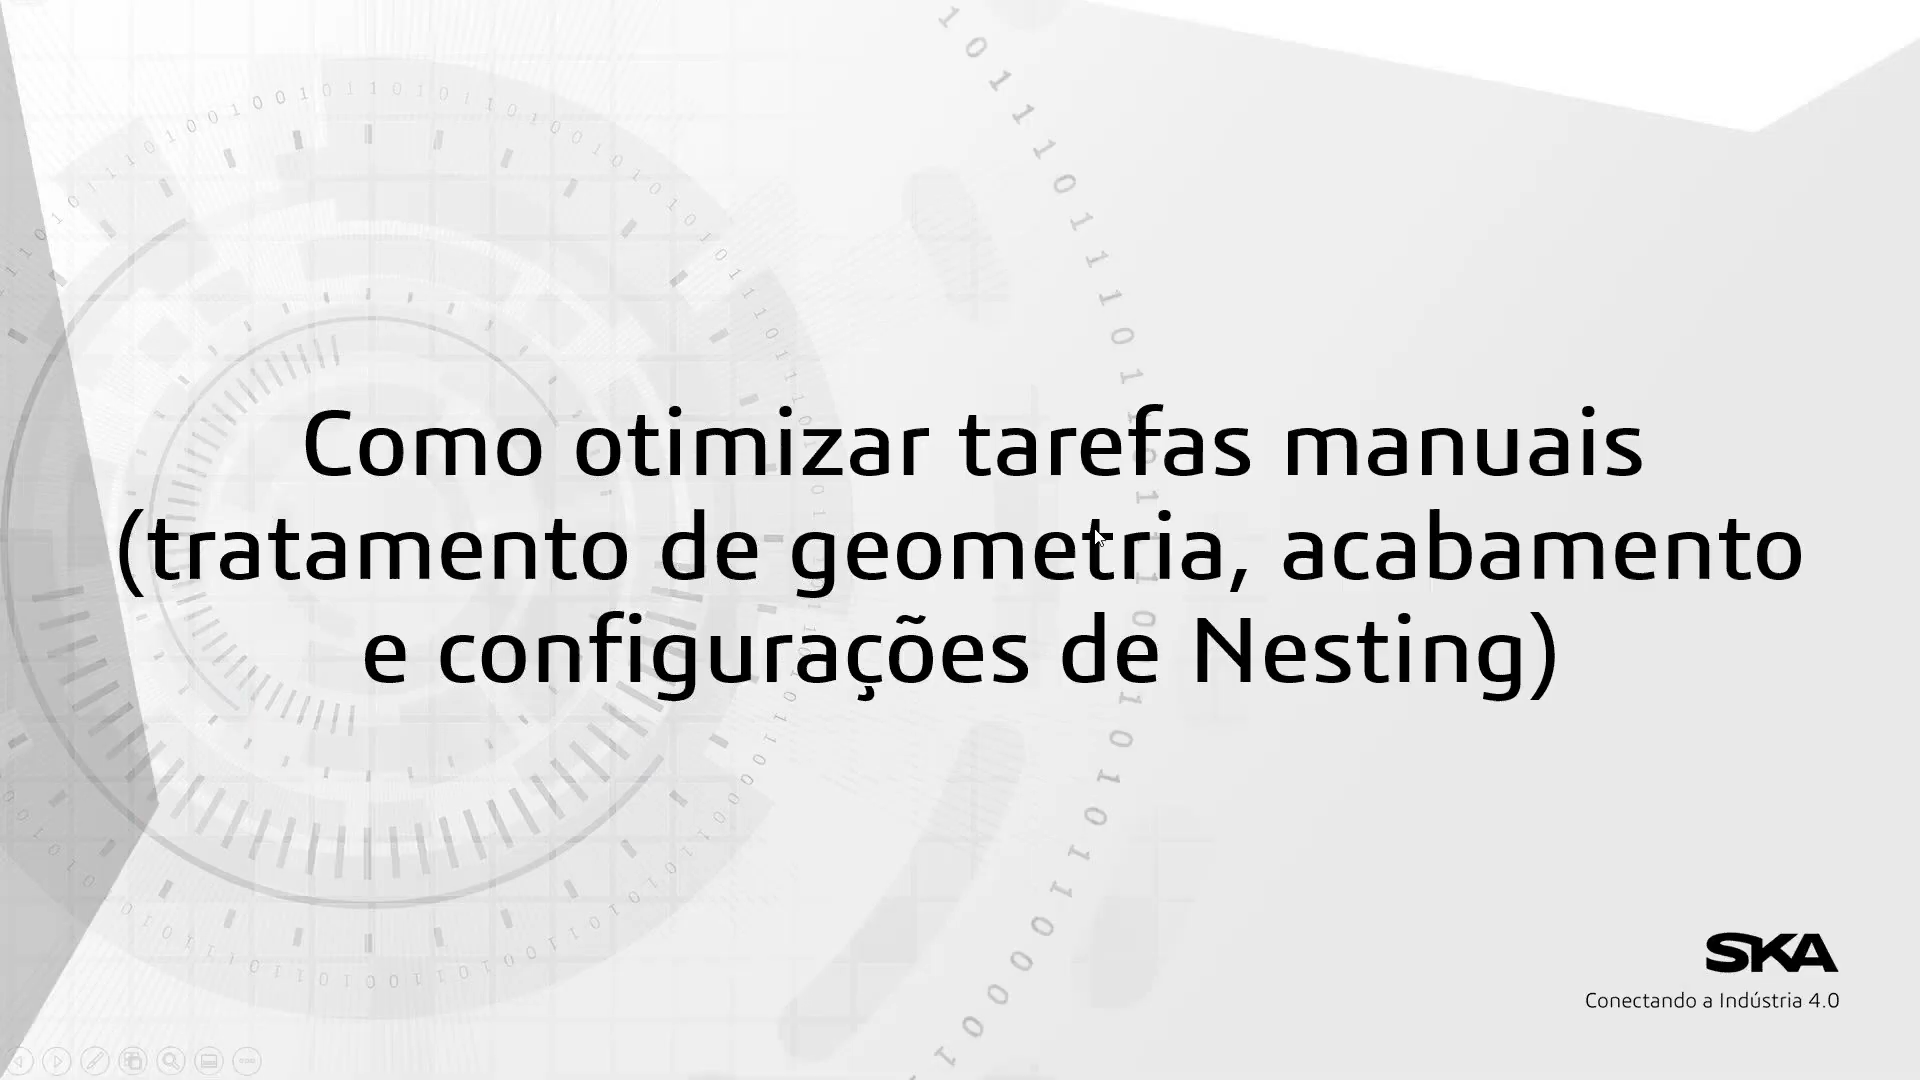 Como otimizar tarefas manuais
(tratamento de geometria, acabamento
e configurações de Nesting)
SKA
Conectando a Indústria 4.0